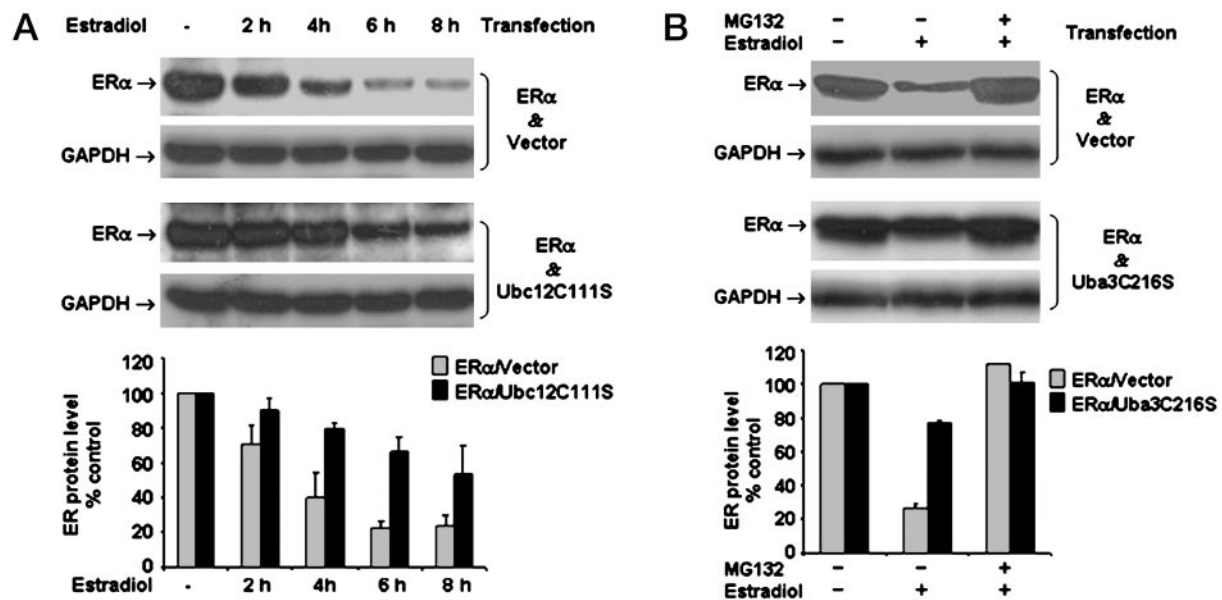 A
Estradiol - 2 h 4h 6 h 8 h Transfection
ERα →
GAPDH →
ERα
&
Vector
ERα →
GAPDH →
ERα
&
Ubc12C111S
ER protein level
% control
120
100
80
60
40
20
0
ERα/Vector
ERα/Ubc12C111S
Estradiol - 2 h 4h 6 h 8 h
B
MG132 − − +
Estradiol − + +
Transfection
ERα →
GAPDH →
ERα
&
Vector
ERα →
GAPDH →
ERα
&
Uba3C216S
ER protein level
% control
120
100
80
60
40
20
0
ERα/Vector
ERα/Uba3C216S
MG132 − − +
Estradiol − + +